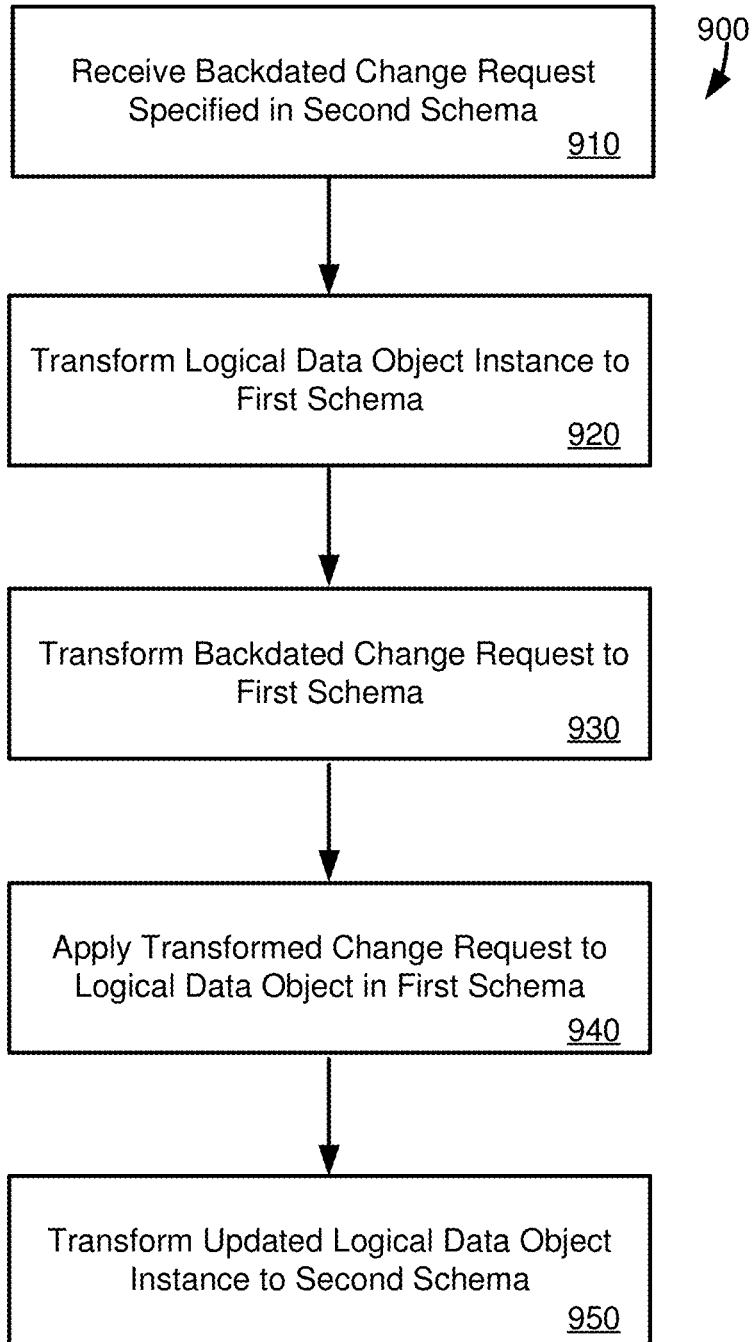 900
Receive Backdated Change Request
Specified in Second Schema
910
Transform Logical Data Object Instance to
First Schema
920
Transform Backdated Change Request to
First Schema
930
Apply Transformed Change Request to
Logical Data Object in First Schema
940
Transform Updated Logical Data Object
Instance to Second Schema
950